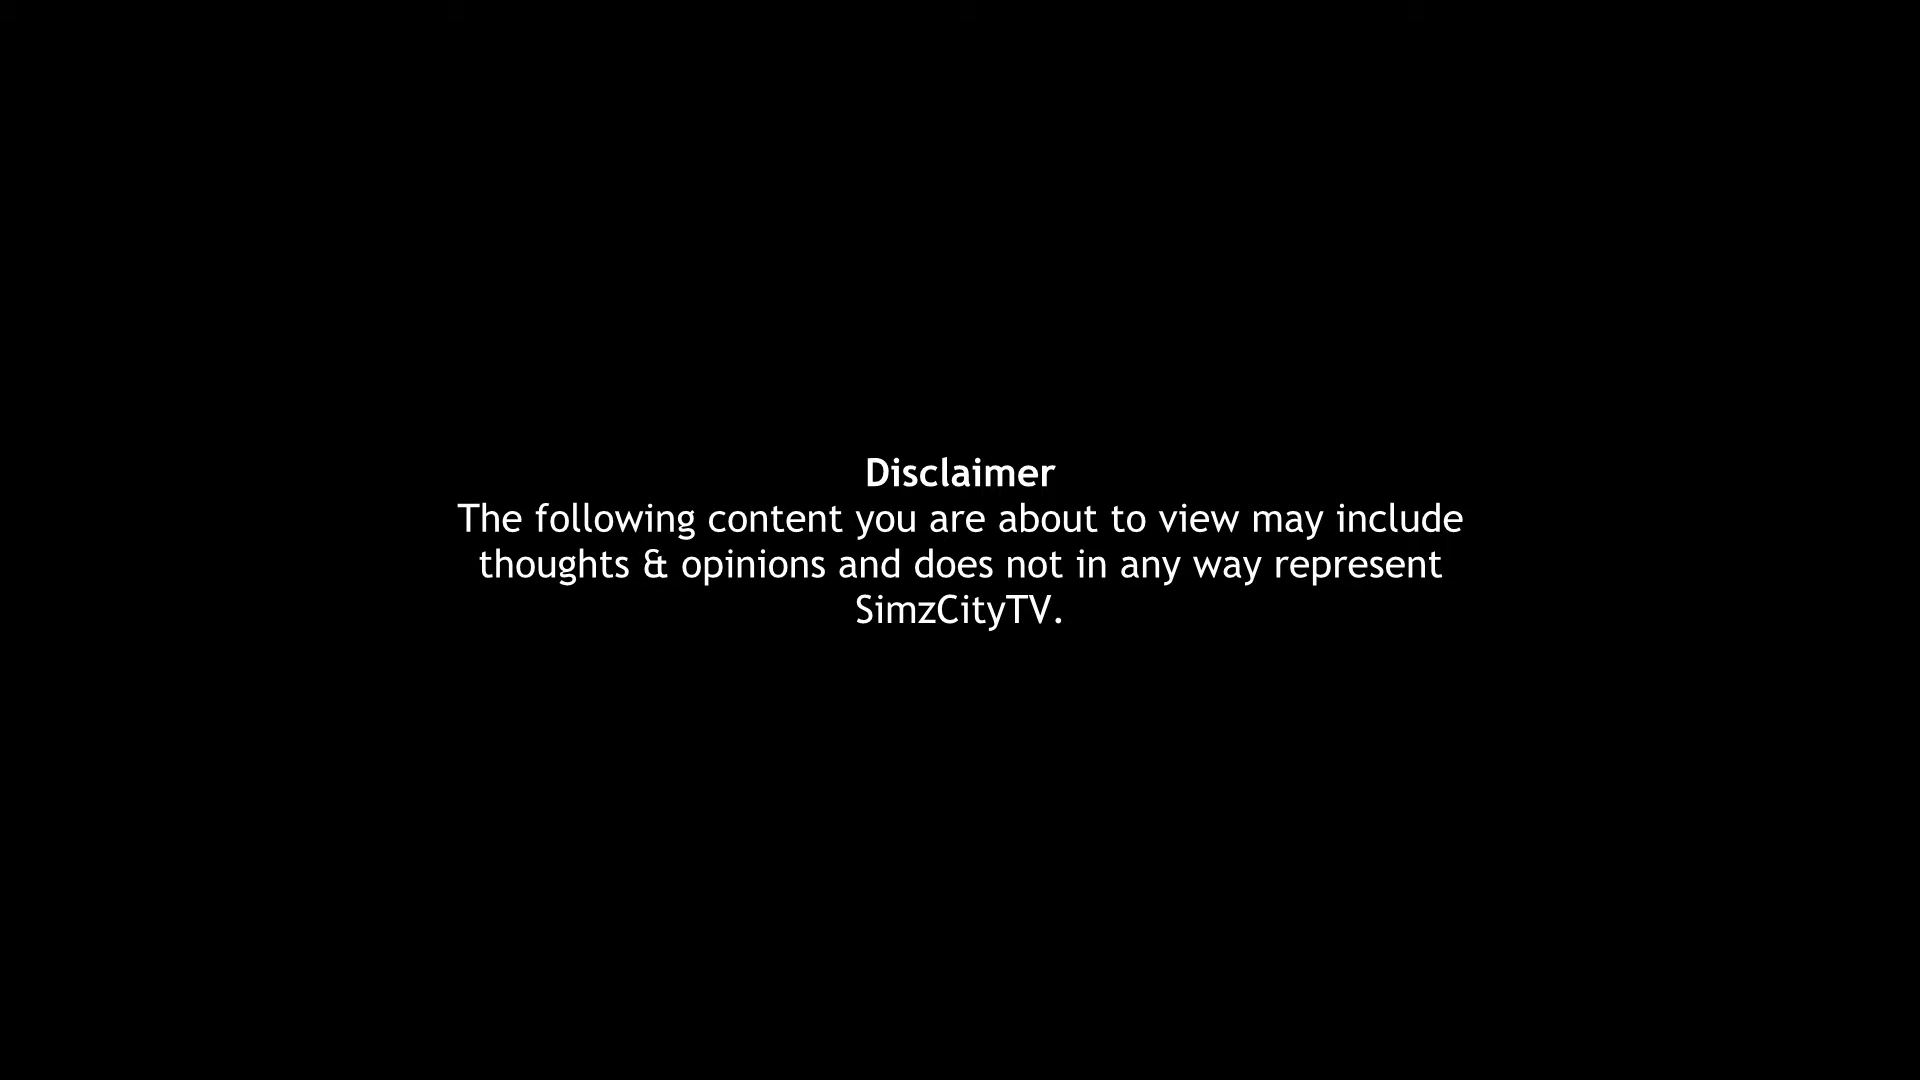 Disclaimer
The following content you are about to view may include
thoughts & opinions and does not in any way represent
SimzCityTV.